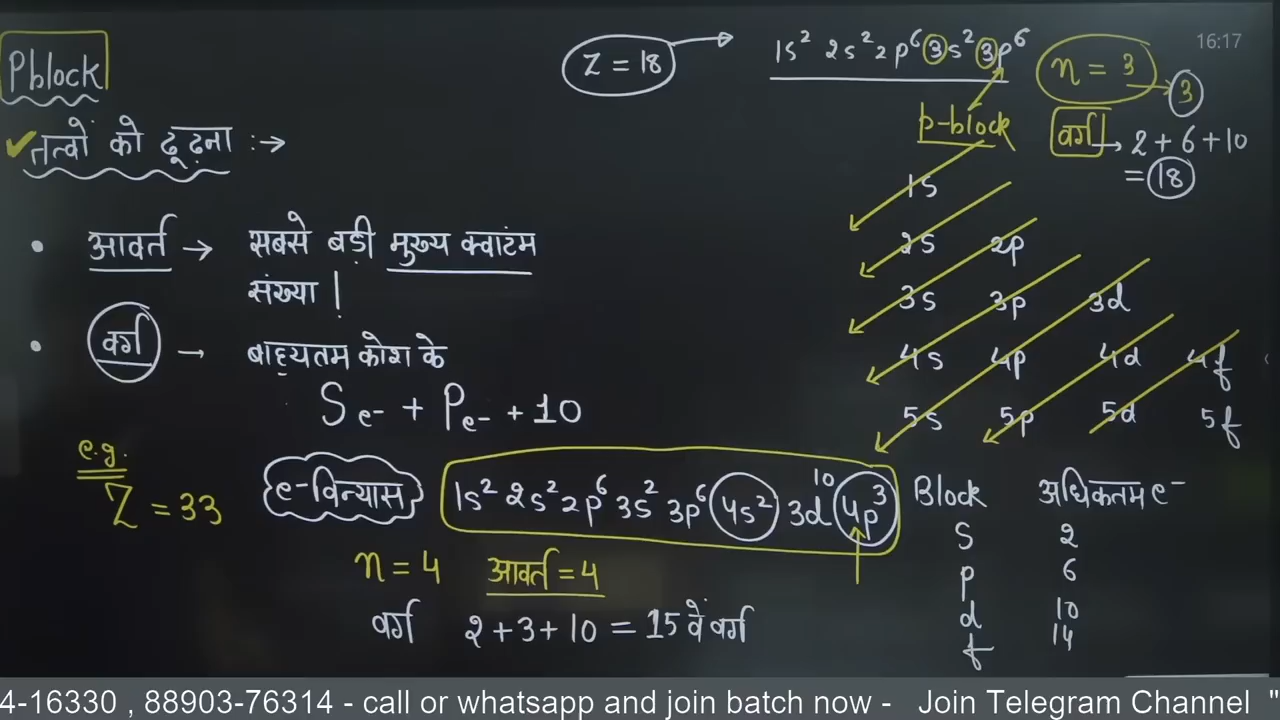 P block
16:17
Z = 18 → 1s² 2s² 2p⁶ 3s² 3p⁶
n = 3 → 3
p-block
वर्ग → 2 + 6 + 10
= 18
✓ तत्वों को ढूढ़ना :→
• आवर्त → सबसे बड़ी मुख्य क्वांटम
संख्या |
• वर्ग → बाह्यतम कोश के
S e- + P e- + 10
1s
2s 2p
3s 3p 3d
4s 4p 4d 4f
5s 5p 5d 5f
e.g.
Z = 33
e-विन्यास
1s² 2s² 2p⁶ 3s² 3p⁶ 4s² 3d¹⁰ 4p³
n = 4 आवर्त = 4
वर्ग 2 + 3 + 10 = 15 वें वर्ग
Block अधिकतम e-
S 2
p 6
d 10
f 14
4-16330 , 88903-76314 - call or whatsapp and join batch now - Join Telegram Channel "